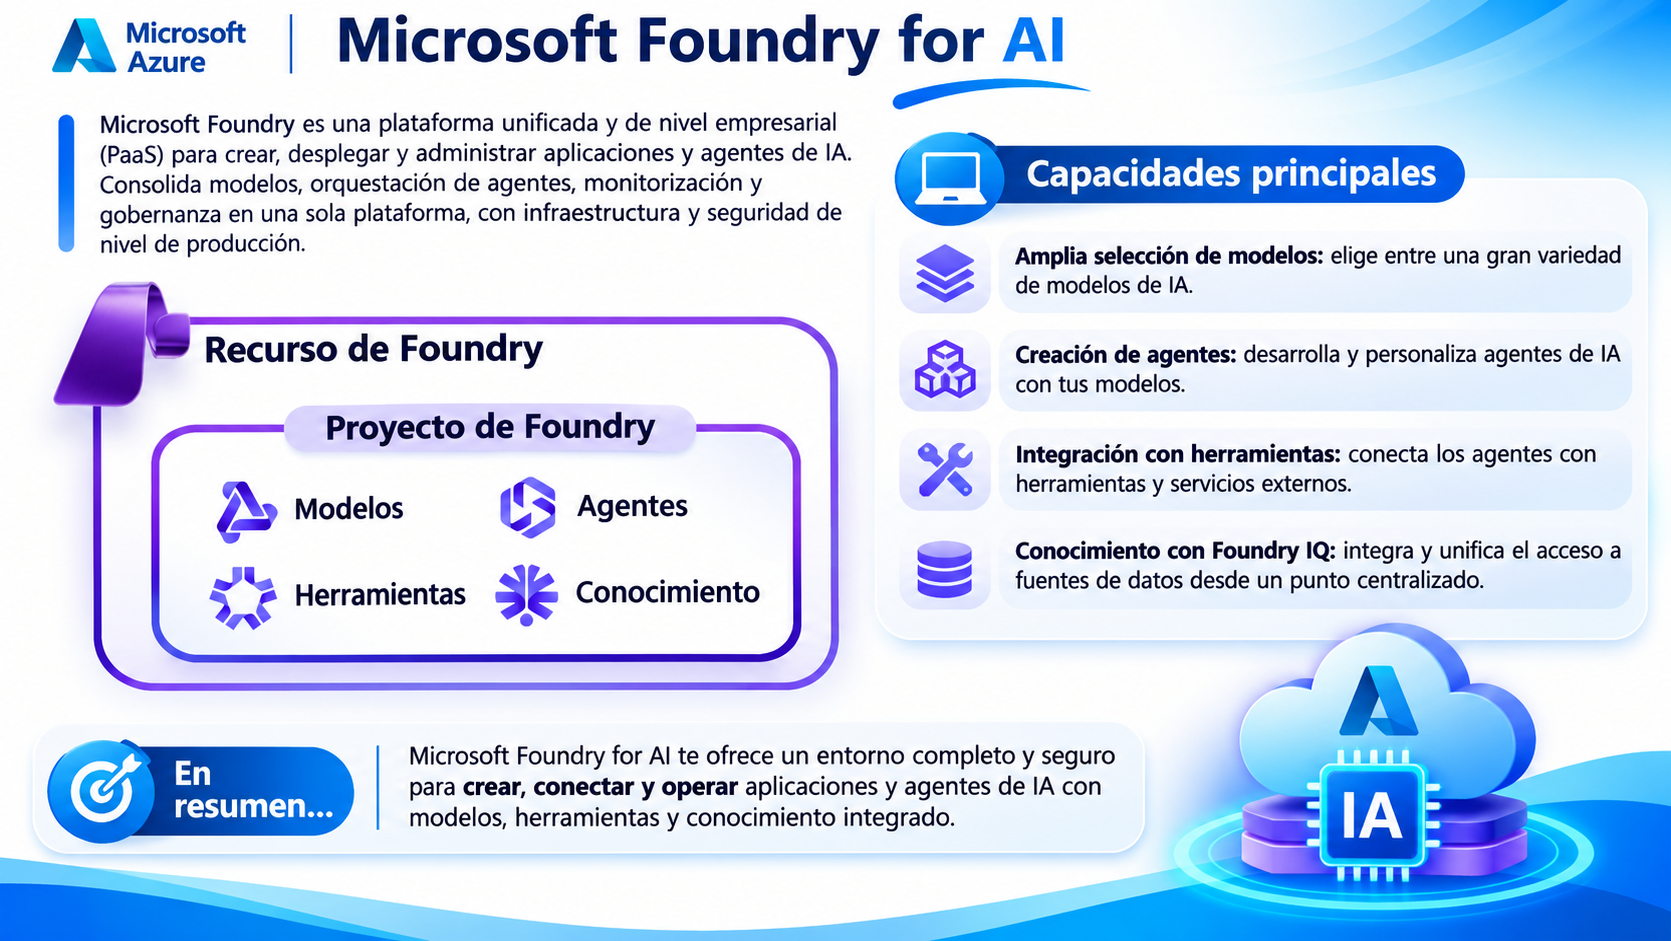 Microsoft
Azure
Microsoft Foundry for AI
Microsoft Foundry es una plataforma unificada y de nivel empresarial
(PaaS) para crear, desplegar y administrar aplicaciones y agentes de IA.
Consolida modelos, orquestación de agentes, monitorización y
gobernanza en una sola plataforma, con infraestructura y seguridad de
nivel de producción.
Recurso de Foundry
Proyecto de Foundry
Modelos
Agentes
Herramientas
Conocimiento
Capacidades principales
Amplia selección de modelos: elige entre una gran variedad
de modelos de IA.
Creación de agentes: desarrolla y personaliza agentes de IA
con tus modelos.
Integración con herramientas: conecta los agentes con
herramientas y servicios externos.
Conocimiento con Foundry IQ: integra y unifica el acceso a
fuentes de datos desde un punto centralizado.
En
resumen...
Microsoft Foundry for AI te ofrece un entorno completo y seguro
para crear, conectar y operar aplicaciones y agentes de IA con
modelos, herramientas y conocimiento integrado.
IA